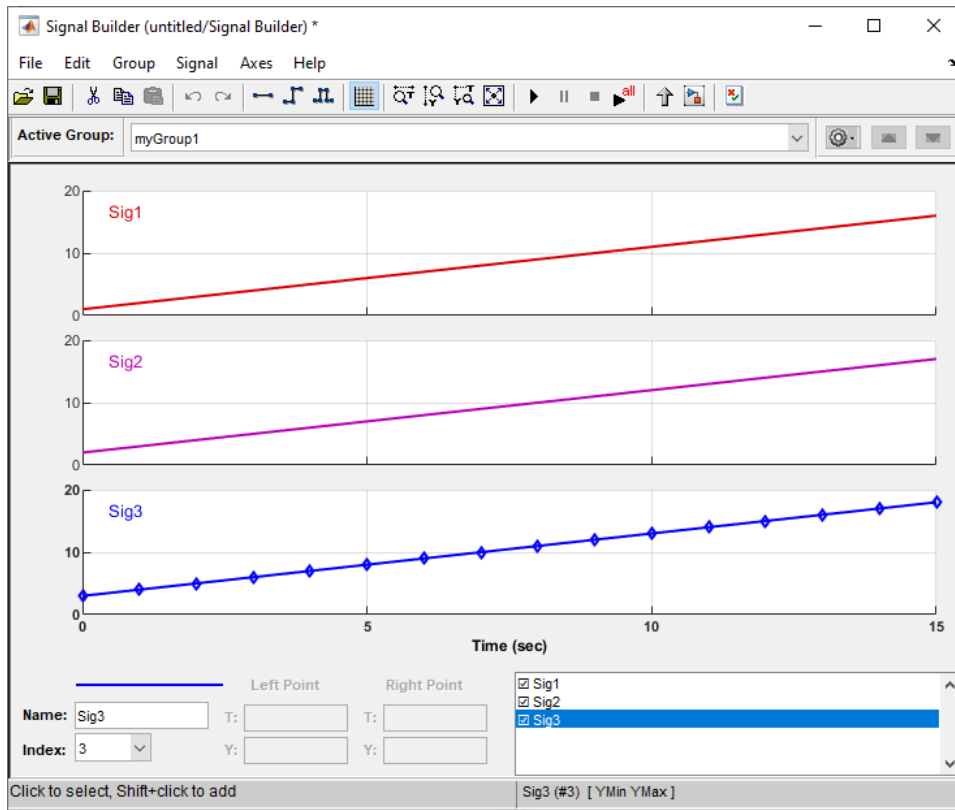 Signal Builder (untitled/Signal Builder) *
File Edit Group Signal Axes Help
all
Active Group: myGroup1
20
Sig1
10
0
20
Sig2
10
0
20
Sig3
10
0
0 5 10 15
Time (sec)
Left Point Right Point
Name: Sig3 T: T:
Index: 3 Y: Y:
Sig1
Sig2
Sig3
Click to select, Shift+click to add
Sig3 (#3) [ YMin YMax ]